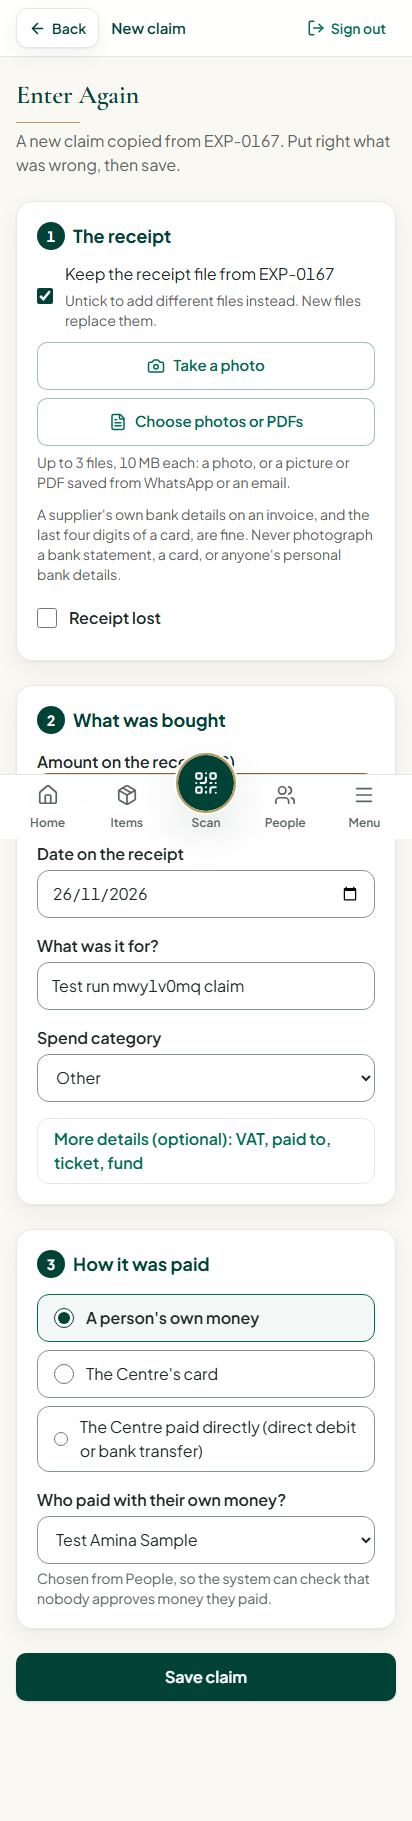 Back
New claim
Sign out
Enter Again
A new claim copied from EXP-0167. Put right what
was wrong, then save.
1
The receipt
Keep the receipt file from EXP-0167
Untick to add different files instead. New files
replace them.
Take a photo
Choose photos or PDFs
Up to 3 files, 10 MB each: a photo, or a picture or
PDF saved from WhatsApp or an email.
A supplier's own bank details on an invoice, and the
last four digits of a card, are fine. Never photograph
a bank statement, a card, or anyone's personal
bank details.
Receipt lost
2
What was bought
Amount on the
Home
Items
Scan
People
Menu
Date on the receipt
26/11/2026
What was it for?
Test run mwy1v0mq claim
Spend category
Other
More details (optional): VAT, paid to,
ticket, fund
3
How it was paid
A person's own money
The Centre's card
The Centre paid directly (direct debit
or bank transfer)
Who paid with their own money?
Test Amina Sample
Chosen from People, so the system can check that
nobody approves money they paid.
Save claim